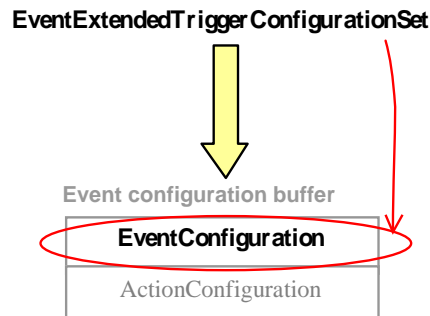 EventExtendedTriggerConfigurationSet
Event configuration buffer
EventConfiguration
ActionConfiguration